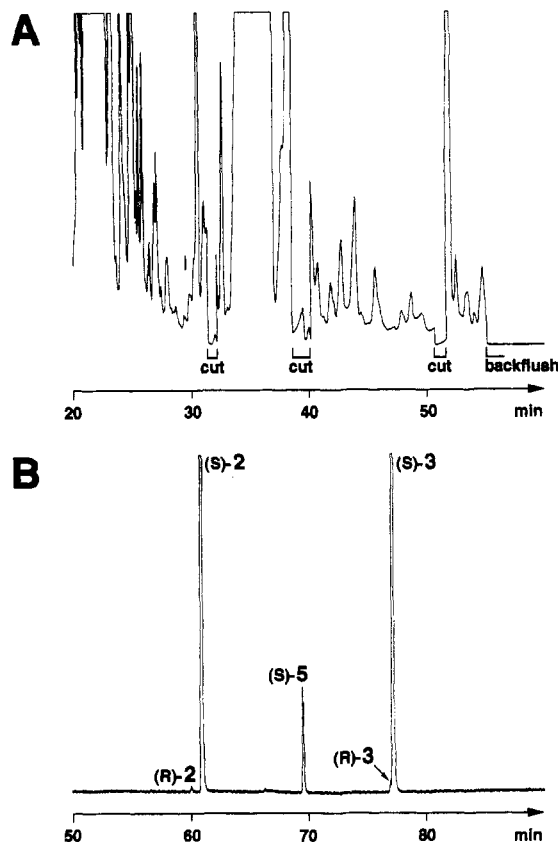 A
cut cut cut backflush
20 30 40 50 min
B
(S)-2 (S)-3
(S)-5
(R)-2 (R)-3
50 60 70 80 min